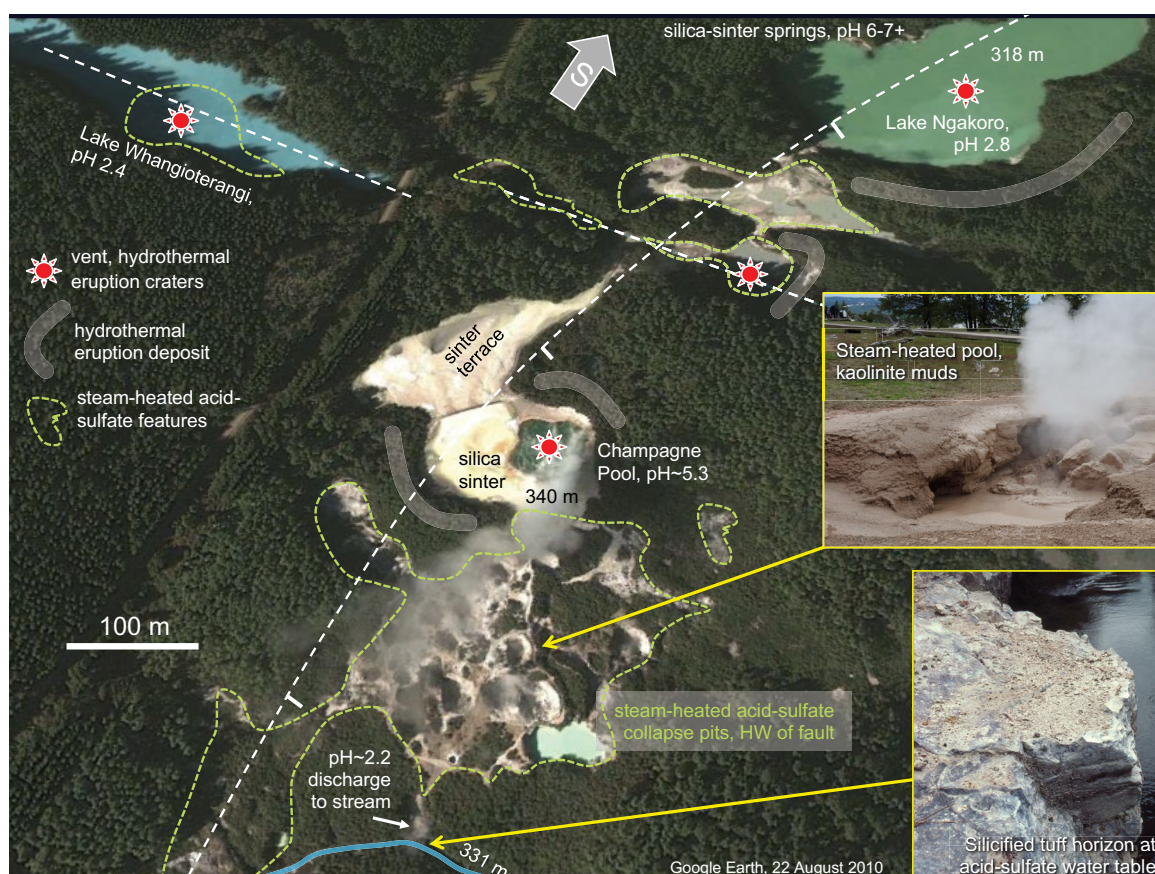 silica-sinter springs, pH 6-7+
318 m
S
Lake Ngakoro,
pH 2.8
Lake Whangioterangi,
pH 2.4
vent, hydrothermal
eruption craters
hydrothermal
eruption deposit
steam-heated acid-
sulfate features
sinter
terrace
silica
sinter
Champagne
Pool, pH~5.3
340 m
Steam-heated pool,
kaolinite muds
100 m
steam-heated acid-sulfate
collapse pits, HW of fault
pH~2.2
discharge
to stream
331 m
Google Earth, 22 August 2010
Silicified tuff horizon at
acid-sulfate water table